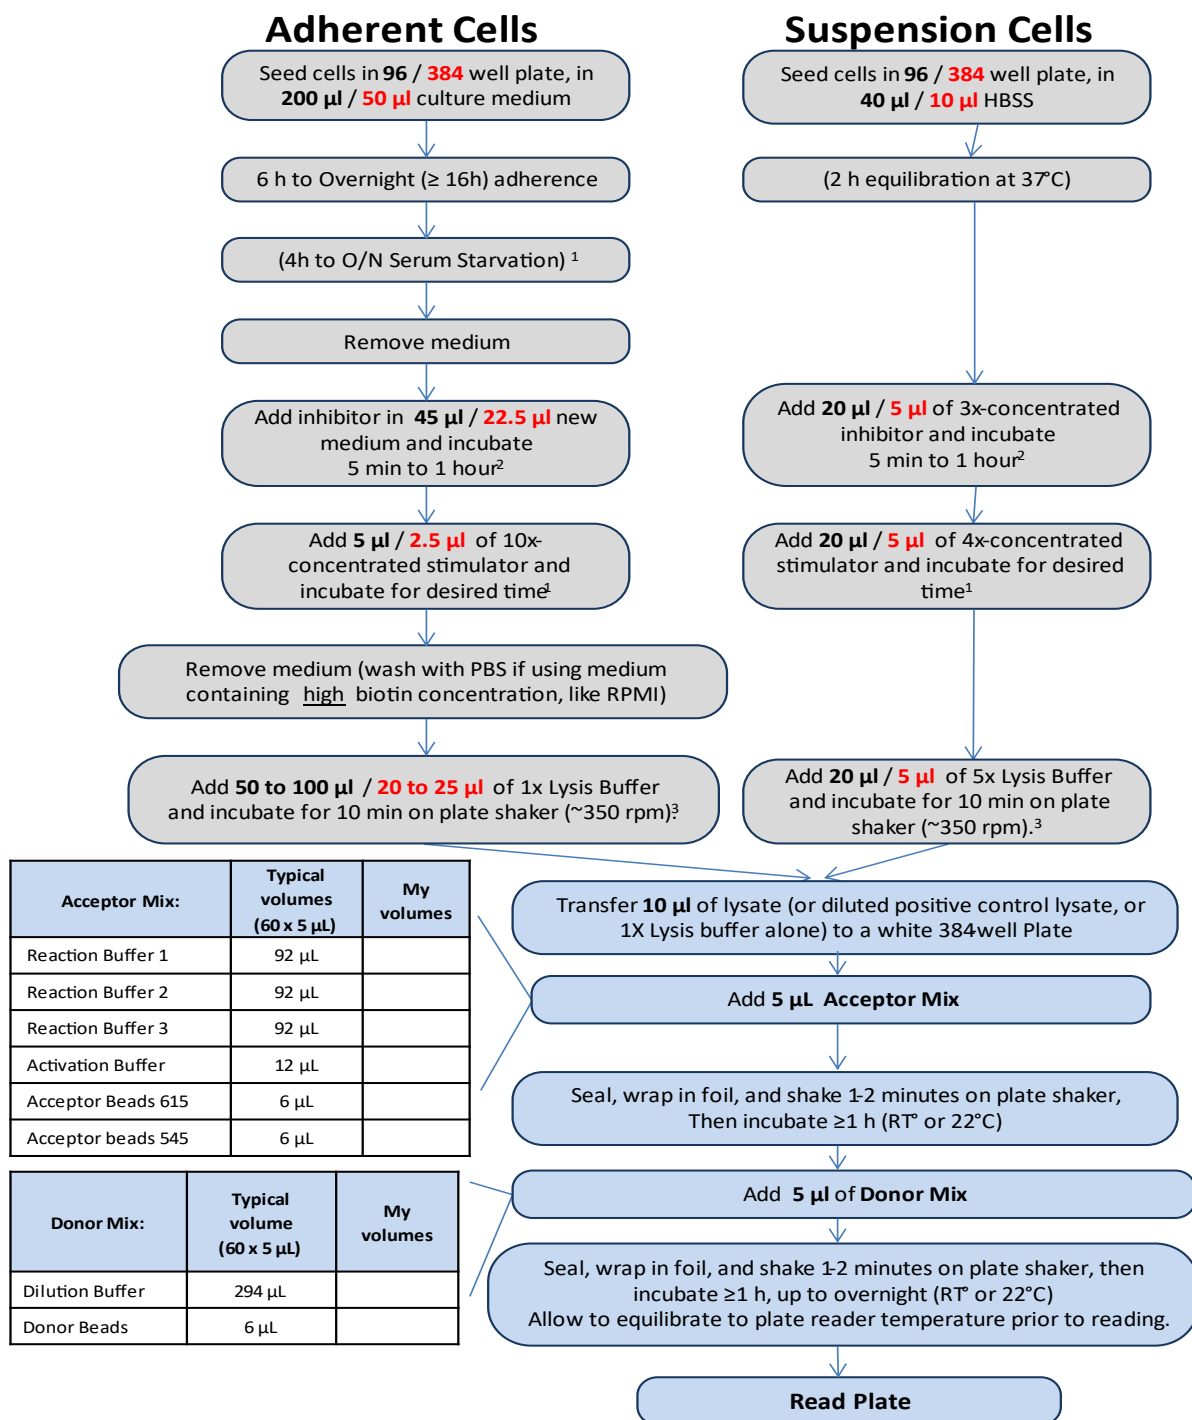 Adherent Cells
Seed cells in 96 / 384 well plate, in
200 µl / 50 µl culture medium
6 h to Overnight (≥ 16h) adherence
(4h to O/N Serum Starvation) 1
Remove medium
Add inhibitor in 45 µl / 22.5 µl new
medium and incubate
5 min to 1 hour2
Add 5 µl / 2.5 µl of 10x-
concentrated stimulator and
incubate for desired time1
Remove medium (wash with PBS if using medium
containing high biotin concentration, like RPMI)
Add 50 to 100 µl / 20 to 25 µl of 1x Lysis Buffer
and incubate for 10 min on plate shaker (~350 rpm).3
Suspension Cells
Seed cells in 96 / 384 well plate, in
40 µl / 10 µl HBSS
(2 h equilibration at 37°C)
Add 20 µl / 5 µl of 3x-concentrated
inhibitor and incubate
5 min to 1 hour2
Add 20 µl / 5 µl of 4x-concentrated
stimulator and incubate for desired
time1
Add 20 µl / 5 µl of 5x Lysis Buffer
and incubate for 10 min on plate
shaker (~350 rpm).3
Transfer 10 µl of lysate (or diluted positive control lysate, or
1X Lysis buffer alone) to a white 384well Plate
Add 5 µL Acceptor Mix
Seal, wrap in foil, and shake 1-2 minutes on plate shaker,
Then incubate ≥1 h (RT° or 22°C)
Add 5 µl of Donor Mix
Seal, wrap in foil, and shake 1-2 minutes on plate shaker, then
incubate ≥1 h, up to overnight (RT° or 22°C)
Allow to equilibrate to plate reader temperature prior to reading.
Read Plate
Acceptor Mix: Typical volumes (60 x 5 µL) My volumes
Reaction Buffer 1 92 µL
Reaction Buffer 2 92 µL
Reaction Buffer 3 92 µL
Activation Buffer 12 µL
Acceptor Beads 615 6 µL
Acceptor beads 545 6 µL
Donor Mix: Typical volume (60 x 5 µL) My volumes
Dilution Buffer 294 µL
Donor Beads 6 µL